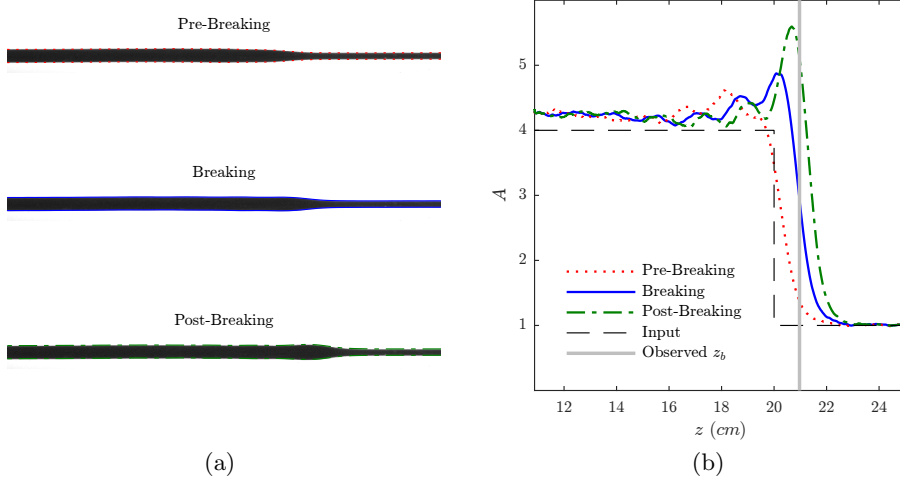 Pre-Breaking
Breaking
Post-Breaking
(a)
5
4
3
2
1
A
12 14 16 18 20 22 24
z (cm)
Pre-Breaking
Breaking
Post-Breaking
Input
Observed z_b
(b)